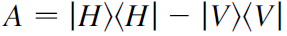 A = |H⟩⟨H| − |V⟩⟨V|